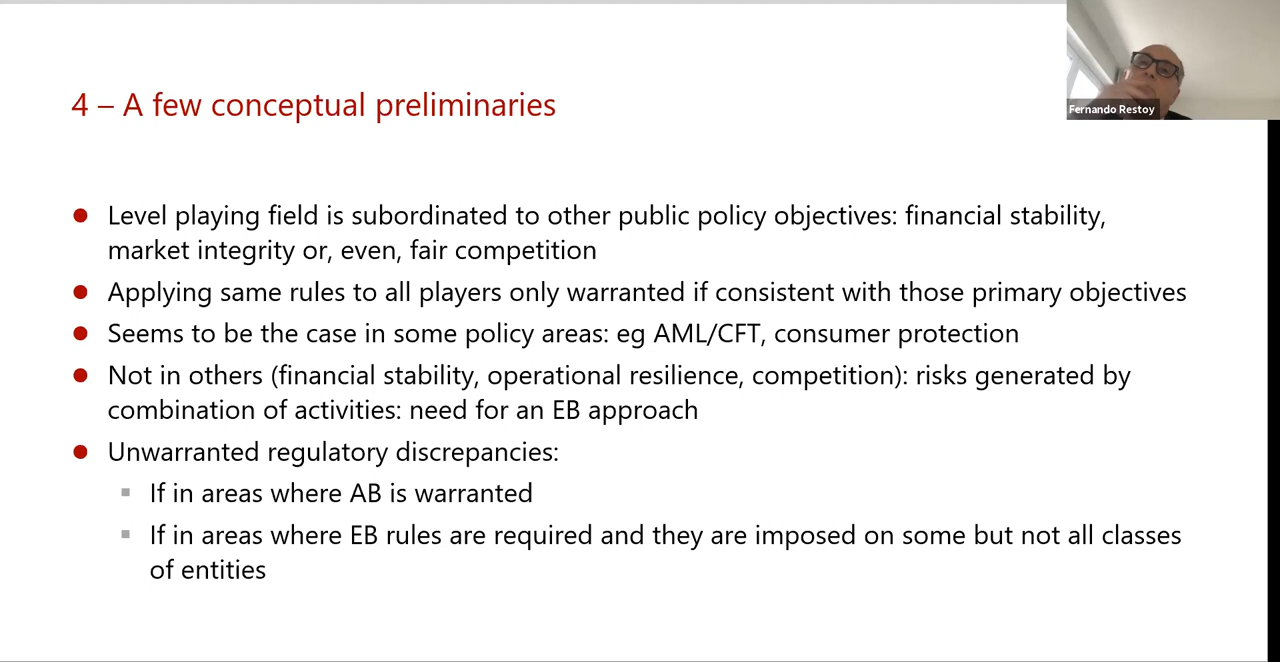 4 – A few conceptual preliminaries
Fernando Restoy
● Level playing field is subordinated to other public policy objectives: financial stability,
market integrity or, even, fair competition
● Applying same rules to all players only warranted if consistent with those primary objectives
● Seems to be the case in some policy areas: eg AML/CFT, consumer protection
● Not in others (financial stability, operational resilience, competition): risks generated by
combination of activities: need for an EB approach
● Unwarranted regulatory discrepancies:
▪ If in areas where AB is warranted
▪ If in areas where EB rules are required and they are imposed on some but not all classes
of entities